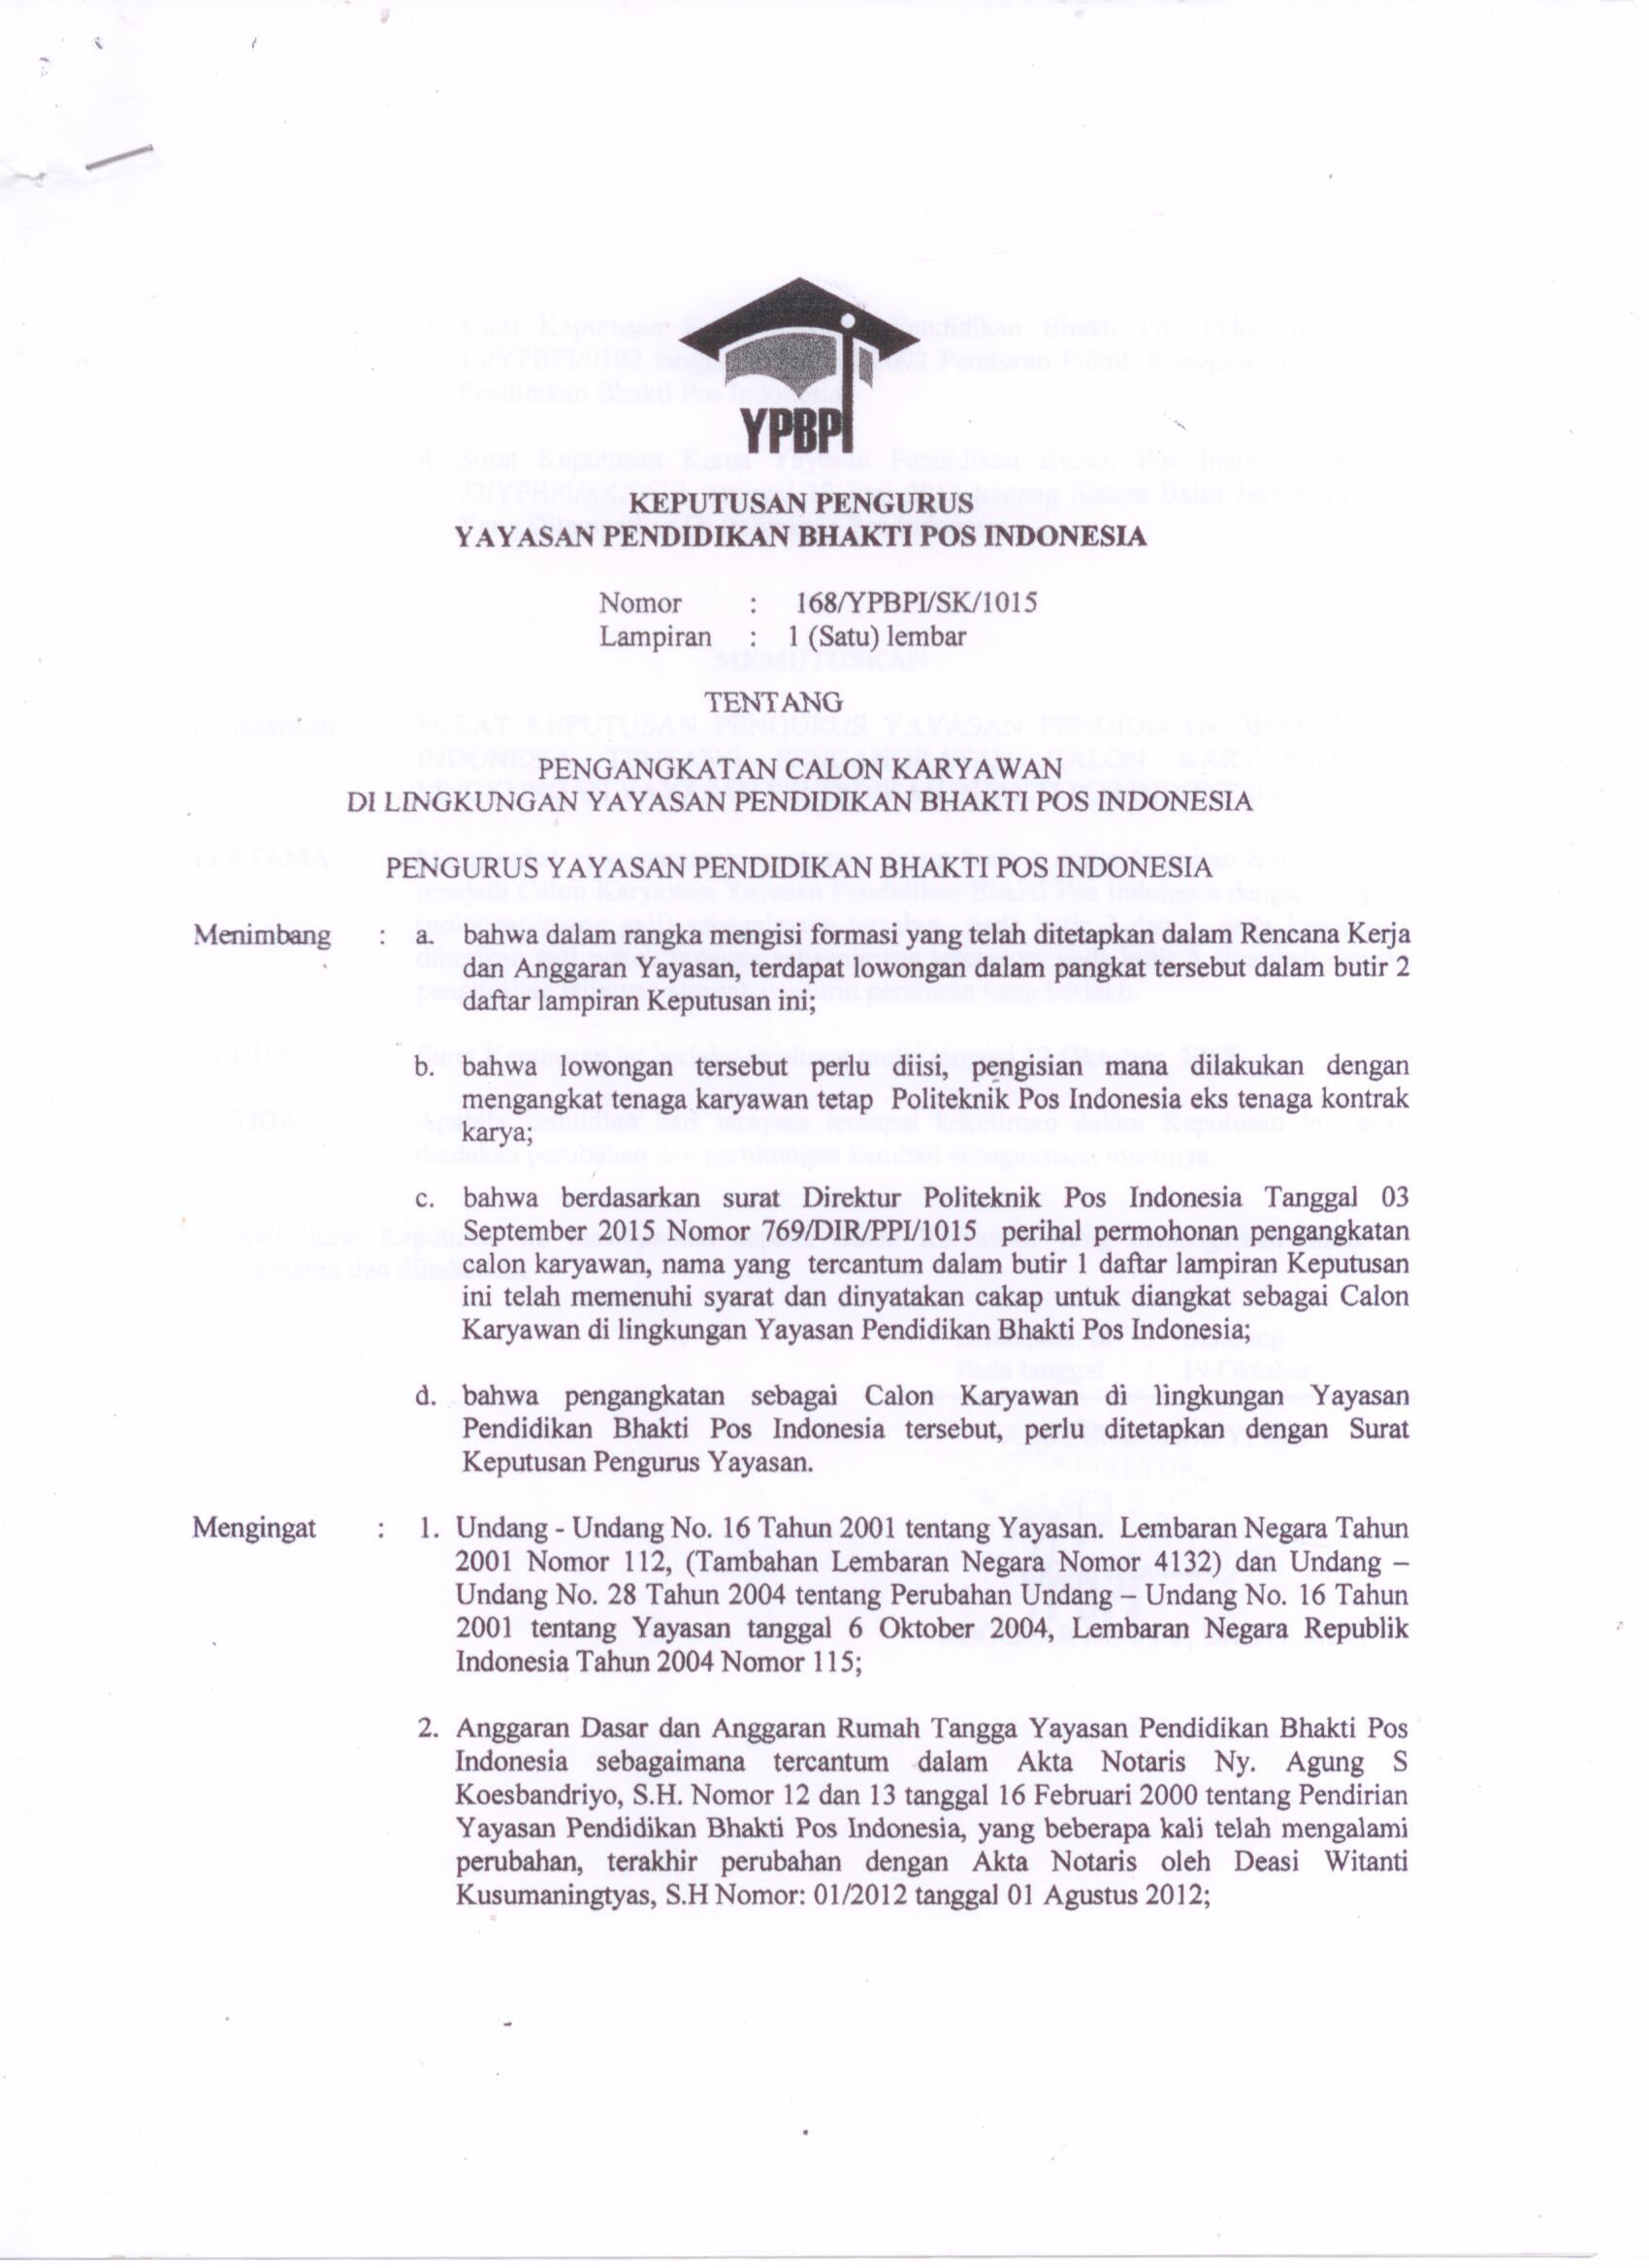 YPBPI
KEPUTUSAN PENGURUS
YAYASAN PENDIDIKAN BHAKTI POS INDONESIA
Nomor : 168/YPBPI/SK/1015
Lampiran : 1 (Satu) lembar
TENTANG
PENGANGKATAN CALON KARYAWAN
DI LINGKUNGAN YAYASAN PENDIDIKAN BHAKTI POS INDONESIA
PENGURUS YAYASAN PENDIDIKAN BHAKTI POS INDONESIA
Menimbang : a. bahwa dalam rangka mengisi formasi yang telah ditetapkan dalam Rencana Kerja
dan Anggaran Yayasan, terdapat lowongan dalam pangkat tersebut dalam butir 2
daftar lampiran Keputusan ini;
b. bahwa lowongan tersebut perlu diisi, pengisian mana dilakukan dengan
mengangkat tenaga karyawan tetap Politeknik Pos Indonesia eks tenaga kontrak
karya;
c. bahwa berdasarkan surat Direktur Politeknik Pos Indonesia Tanggal 03
September 2015 Nomor 769/DIR/PPI/1015 perihal permohonan pengangkatan
calon karyawan, nama yang tercantum dalam butir 1 daftar lampiran Keputusan
ini telah memenuhi syarat dan dinyatakan cakap untuk diangkat sebagai Calon
Karyawan di lingkungan Yayasan Pendidikan Bhakti Pos Indonesia;
d. bahwa pengangkatan sebagai Calon Karyawan di lingkungan Yayasan
Pendidikan Bhakti Pos Indonesia tersebut, perlu ditetapkan dengan Surat
Keputusan Pengurus Yayasan.
Mengingat : 1. Undang - Undang No. 16 Tahun 2001 tentang Yayasan. Lembaran Negara Tahun
2001 Nomor 112, (Tambahan Lembaran Negara Nomor 4132) dan Undang –
Undang No. 28 Tahun 2004 tentang Perubahan Undang – Undang No. 16 Tahun
2001 tentang Yayasan tanggal 6 Oktober 2004, Lembaran Negara Republik
Indonesia Tahun 2004 Nomor 115;
2. Anggaran Dasar dan Anggaran Rumah Tangga Yayasan Pendidikan Bhakti Pos
Indonesia sebagaimana tercantum dalam Akta Notaris Ny. Agung S
Koesbandriyo, S.H. Nomor 12 dan 13 tanggal 16 Februari 2000 tentang Pendirian
Yayasan Pendidikan Bhakti Pos Indonesia, yang beberapa kali telah mengalami
perubahan, terakhir perubahan dengan Akta Notaris oleh Deasi Witanti
Kusumaningtyas, S.H Nomor: 01/2012 tanggal 01 Agustus 2012;